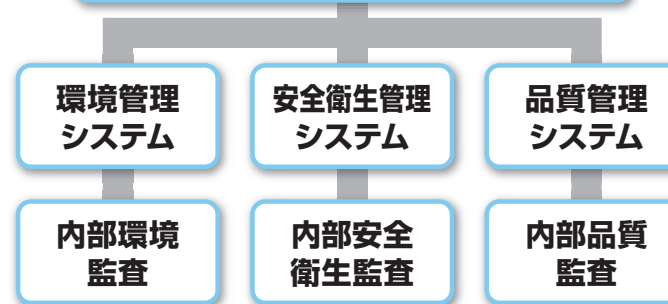 環境管理
システム
安全衛生管理
システム
品質管理
システム
内部環境
監査
内部安全
衛生監査
内部品質
監査